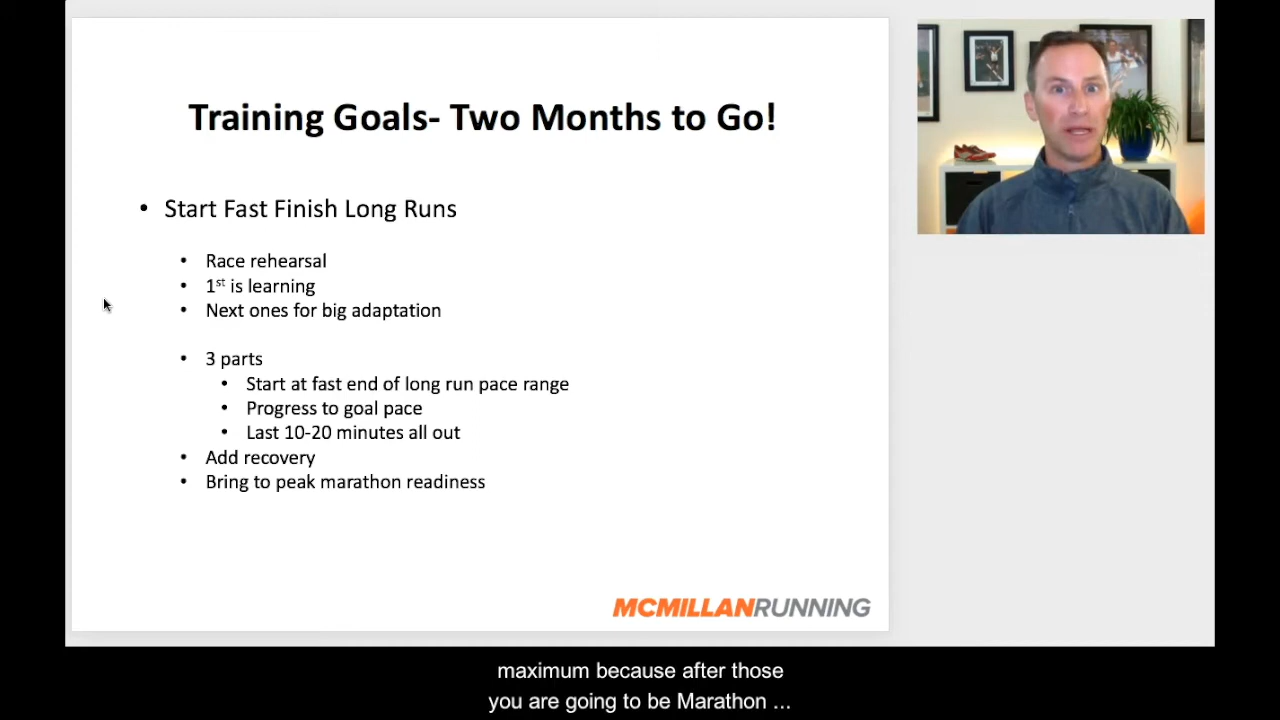 Training Goals- Two Months to Go!
• Start Fast Finish Long Runs
• Race rehearsal
• 1st is learning
• Next ones for big adaptation
• 3 parts
• Start at fast end of long run pace range
• Progress to goal pace
• Last 10-20 minutes all out
• Add recovery
• Bring to peak marathon readiness
MCMILLANRUNNING
maximum because after those
you are going to be Marathon ...